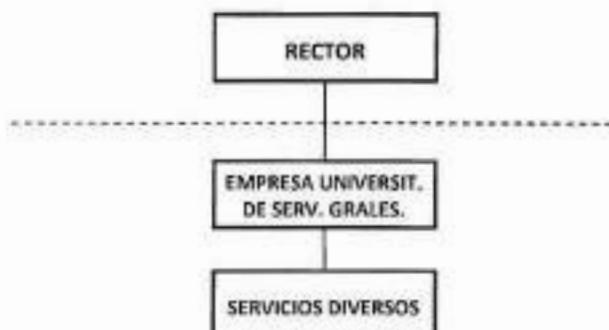 RECTOR
EMPRESA UNIVERSIT.
DE SERV. GRALES.
SERVICIOS DIVERSOS